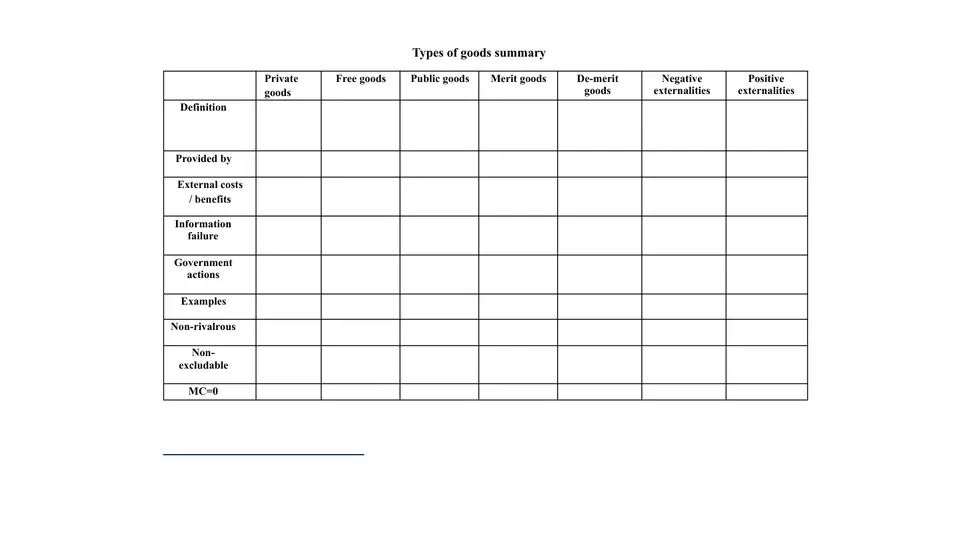 Types of goods summary
Private goods Free goods Public goods Merit goods De-merit goods Negative externalities Positive externalities
Definition
Provided by
External costs
/ benefits
Information
failure
Government
actions
Examples
Non-rivalrous
Non-
excludable
MC=0